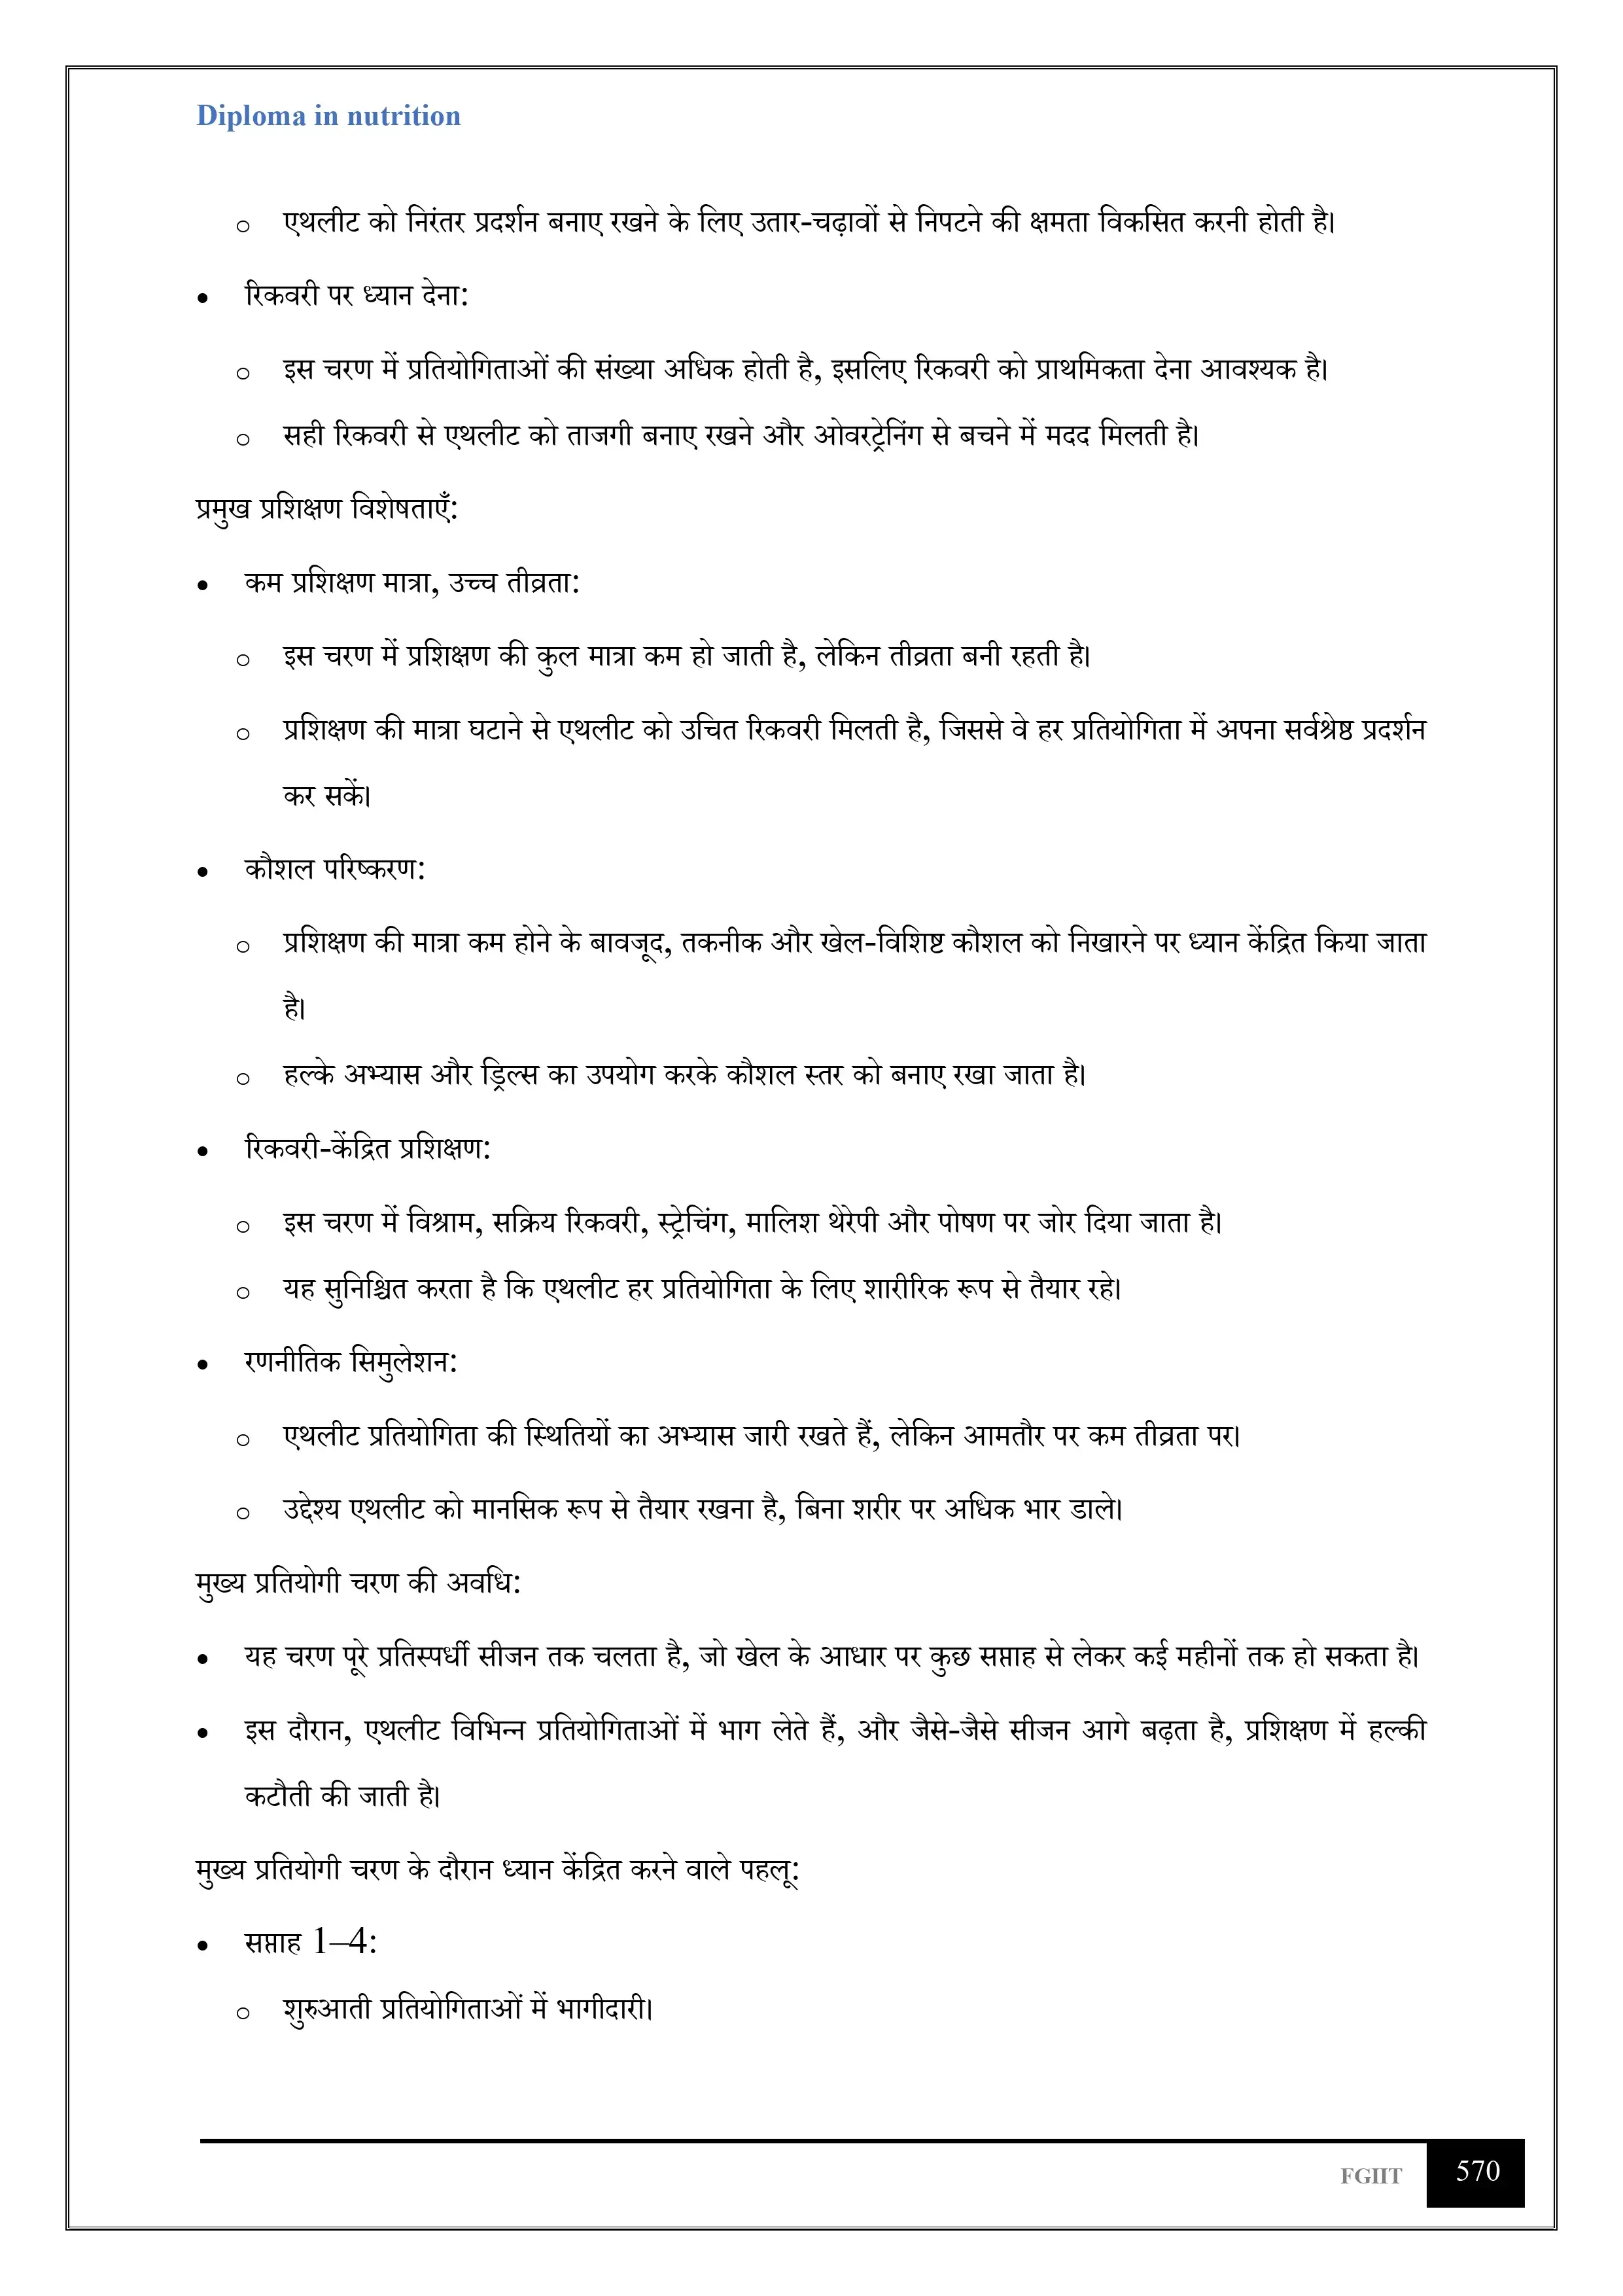 Diploma in nutrition
o एथलीट को निरंतर प्रदर्शन बनाए रखने के लिए उतार-चढ़ावों से निपटने की क्षमता विकसित करनी होती है।
• रिकवरी पर ध्यान देना:
o इस चरण में प्रतियोगिताओं की संख्या अधिक होती है, इसलिए रिकवरी को प्राथमिकता देना आवश्यक है।
o सही रिकवरी से एथलीट को ताजगी बनाए रखने और ओवरट्रेनिंग से बचने में मदद मिलती है।
प्रमुख प्रशिक्षण विशेषताएँ:
• कम प्रशिक्षण मात्रा, उच्च तीव्रता:
o इस चरण में प्रशिक्षण की कुल मात्रा कम हो जाती है, लेकिन तीव्रता बनी रहती है।
o प्रशिक्षण की मात्रा घटाने से एथलीट को उचित रिकवरी मिलती है, जिससे वे हर प्रतियोगिता में अपना सर्वश्रेष्ठ प्रदर्शन
कर सकें।
• कौशल परिष्करण:
o प्रशिक्षण की मात्रा कम होने के बावजूद, तकनीक और खेल-विशिष्ट कौशल को निखारने पर ध्यान केंद्रित किया जाता
है।
o हल्के अभ्यास और ड्रिल्स का उपयोग करके कौशल स्तर को बनाए रखा जाता है।
• रिकवरी-केंद्रित प्रशिक्षण:
o इस चरण में विश्राम, सक्रिय रिकवरी, स्ट्रेचिंग, मालिश थेरेपी और पोषण पर जोर दिया जाता है।
o यह सुनिश्चित करता है कि एथलीट हर प्रतियोगिता के लिए शारीरिक रूप से तैयार रहे।
• रणनीतिक सिमुलेशन:
o एथलीट प्रतियोगिता की स्थितियों का अभ्यास जारी रखते हैं, लेकिन आमतौर पर कम तीव्रता पर।
o उद्देश्य एथलीट को मानसिक रूप से तैयार रखना है, बिना शरीर पर अधिक भार डाले।
मुख्य प्रतियोगी चरण की अवधि:
• यह चरण पूरे प्रतिस्पर्धी सीजन तक चलता है, जो खेल के आधार पर कुछ सप्ताह से लेकर कई महीनों तक हो सकता है।
• इस दौरान, एथलीट विभिन्न प्रतियोगिताओं में भाग लेते हैं, और जैसे-जैसे सीजन आगे बढ़ता है, प्रशिक्षण में हल्की
कटौती की जाती है।
मुख्य प्रतियोगी चरण के दौरान ध्यान केंद्रित करने वाले पहलू:
• सप्ताह 1–4:
o शुरुआती प्रतियोगिताओं में भागीदारी।
FGIIT 570